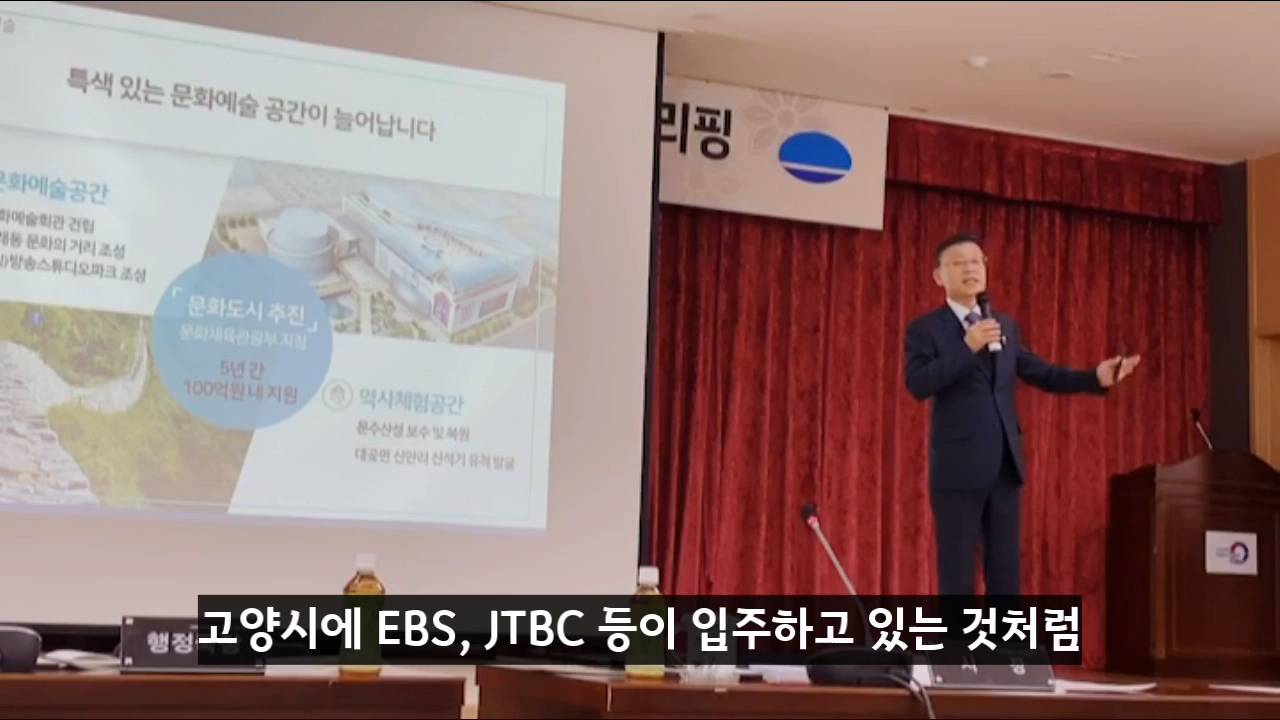 특색 있는 문화예술 공간이 늘어납니다
문화예술공간
화예술회관 건립
문화의 거리 조성
방송스튜디오파크 조성
「문화도시 추진」
문화체육관광부 지정
5년 간
100억원 내 지원
역사체험공간
문수산성 보수 및 복원
대곶면 신안리 신석기 유적 발굴
리핑
행정
고양시에 EBS, JTBC 등이 입주하고 있는 것처럼